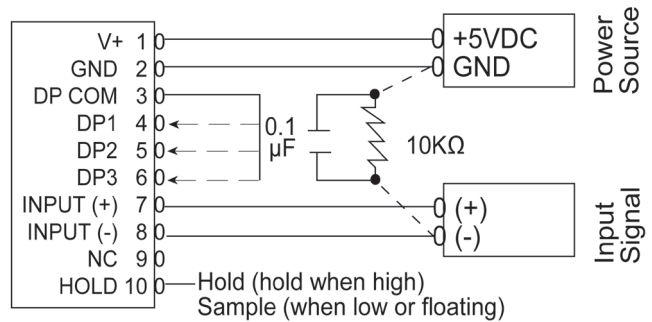 V+ 1
GND 2
DP COM 3
DP1 4
DP2 5
DP3 6
INPUT (+) 7
INPUT (-) 8
NC 9
HOLD 10
0.1
µF
10KΩ
+5VDC
GND
Power
Source
(+)
(-)
Input
Signal
Hold (hold when high)
Sample (when low or floating)